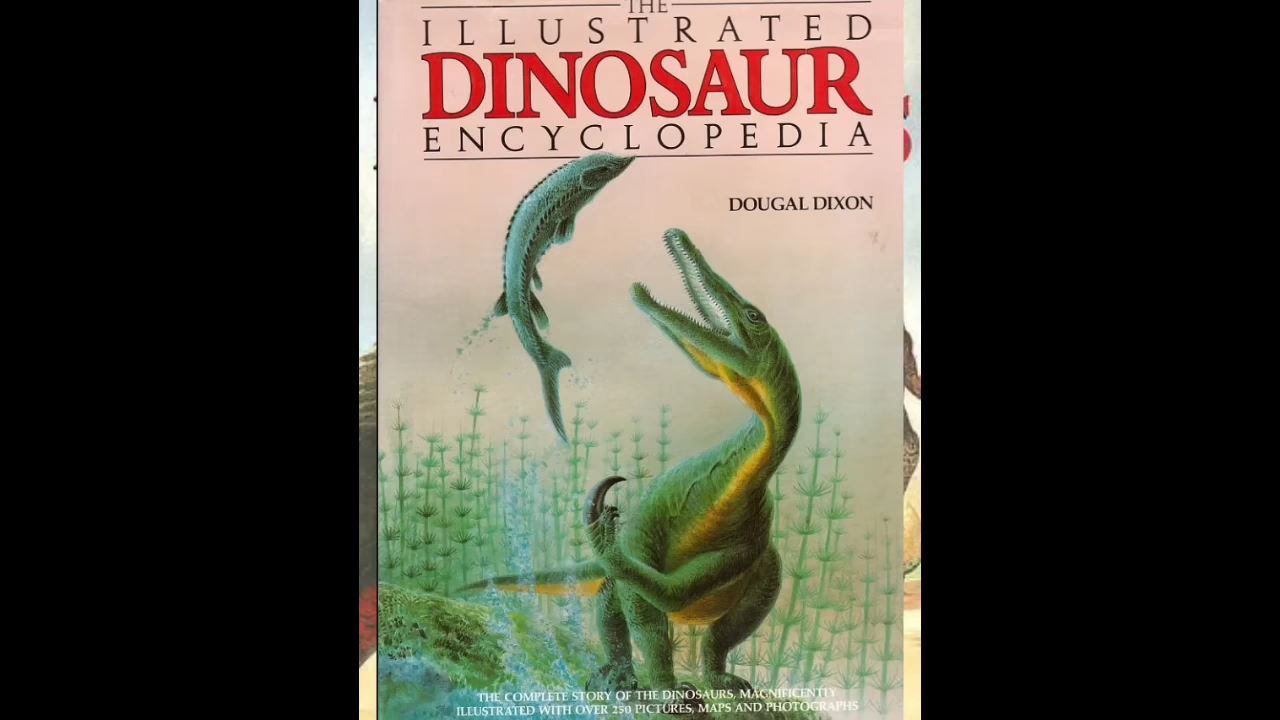 THE
ILLUSTRATED
DINOSAUR
ENCYCLOPEDIA
DOUGAL DIXON
THE COMPLETE STORY OF THE DINOSAURS, MAGNIFICENTLY
ILLUSTRATED WITH OVER 250 PICTURES, MAPS AND PHOTOGRAPHS